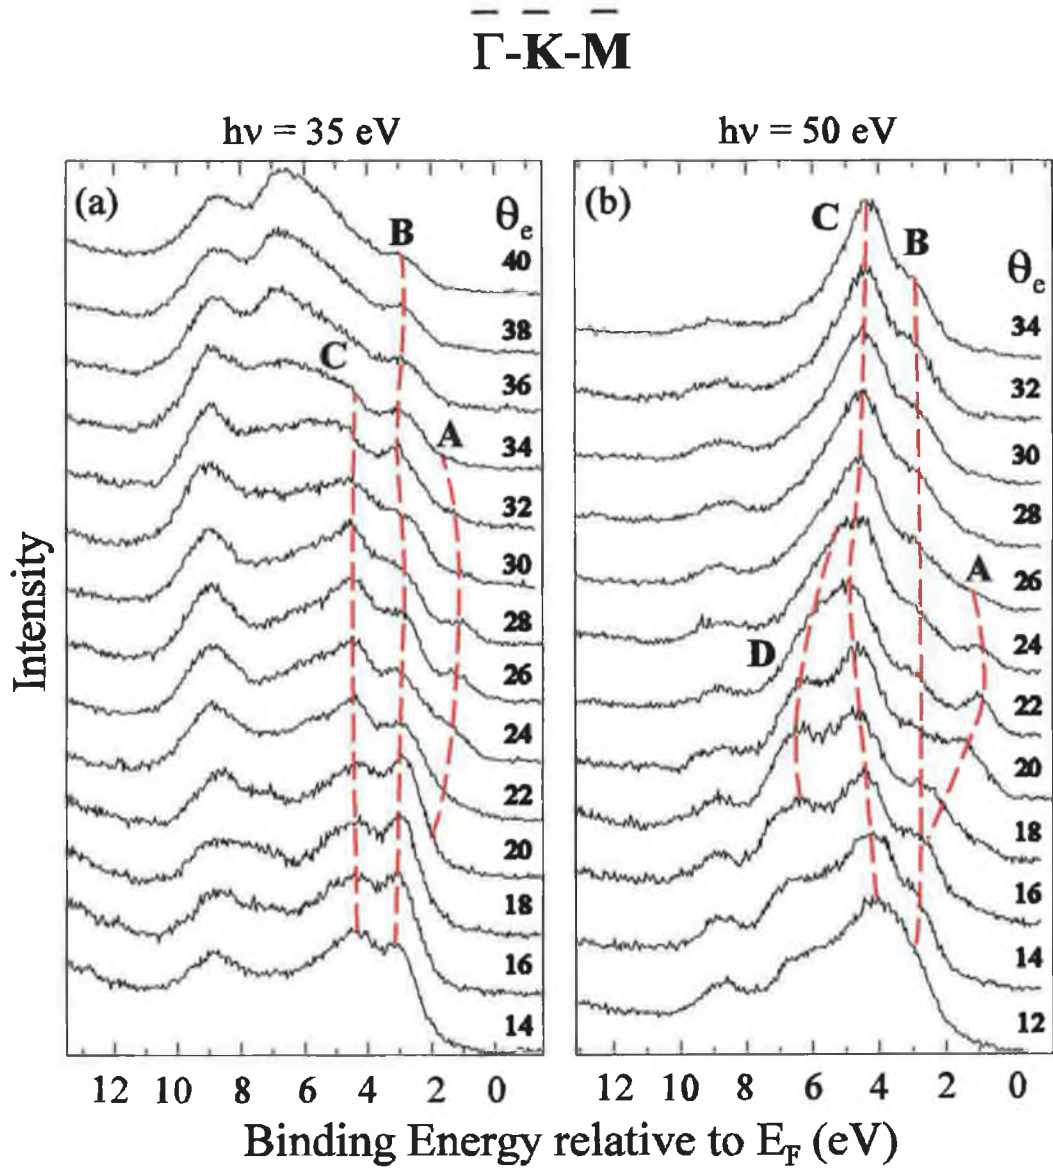 Γ̅-K̅-M̅
hν = 35 eV
hν = 50 eV
(a)
θe
B
40
38
36
C
34
A
32
30
28
26
24
22
20
18
16
14
(b)
C
B
θe
34
32
30
28
26
A
24
D
22
20
18
16
14
12
Intensity
12 10 8 6 4 2 0
12 10 8 6 4 2 0
Binding Energy relative to EF (eV)